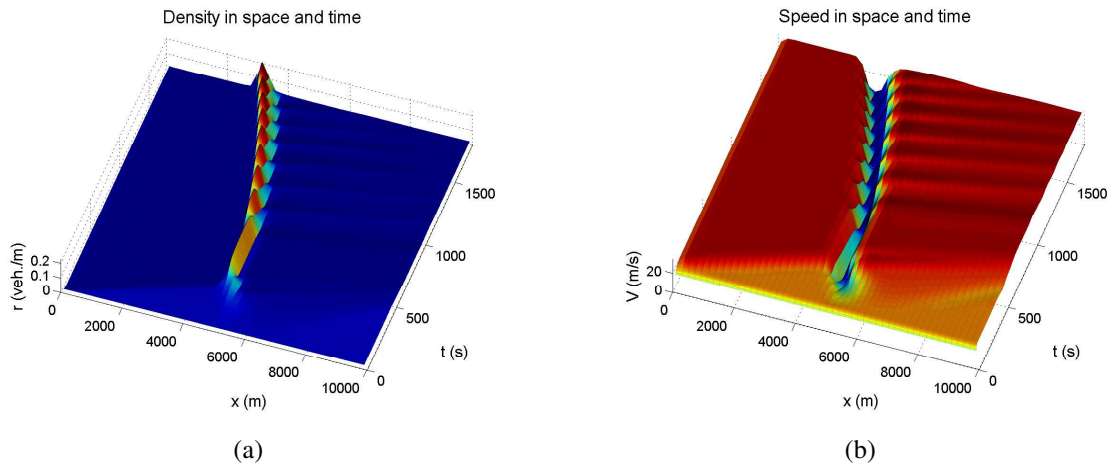 Density in space and time
r (veh./m)
0.2
0.1
0
0
2000
4000
6000
8000
10000
x (m)
0
500
1000
1500
t (s)
(a)
Speed in space and time
V (m/s)
20
0
0
2000
4000
6000
8000
10000
x (m)
0
500
1000
1500
t (s)
(b)